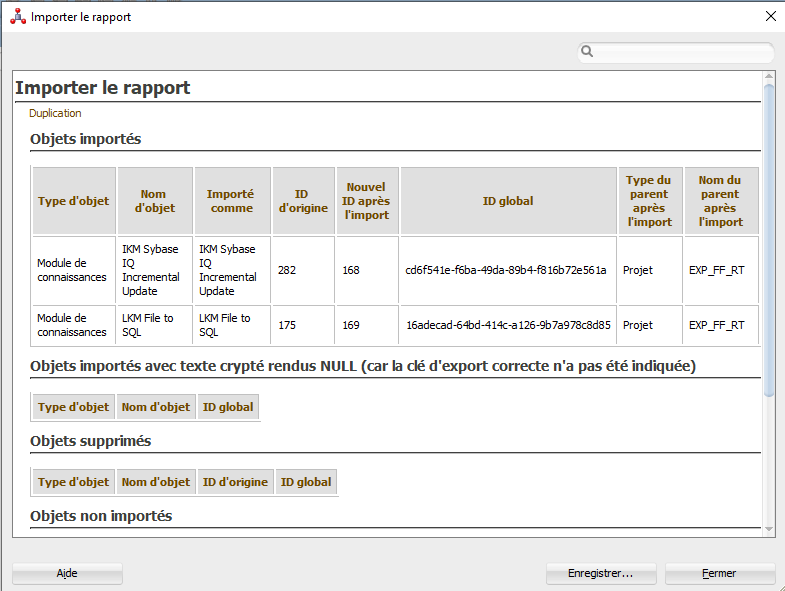 Importer le rapport
Importer le rapport
Duplication
Objets importés
Type d'objet
Nom
d'objet
Importé
comme
ID
d'origine
Nouvel
ID après
l'import
ID global
Type du
parent
après
l'import
Nom du
parent
après
l'import
Module de
connaissances
IKM Sybase
IQ
Incremental
Update
IKM Sybase
IQ
Incremental
Update
282
168
cd6f541e-f6ba-49da-89b4-f816b72e561a
Projet
EXP_FF_RT
Module de
connaissances
LKM File to
SQL
LKM File to
SQL
175
169
16adecad-64bd-414c-a126-9b7a978c8d85
Projet
EXP_FF_RT
Objets importés avec texte crypté rendus NULL (car la clé d'export correcte n'a pas été indiquée)
Type d'objet Nom d'objet ID global
Objets supprimés
Type d'objet Nom d'objet ID d'origine ID global
Objets non importés
Aide Enregistrer... Fermer